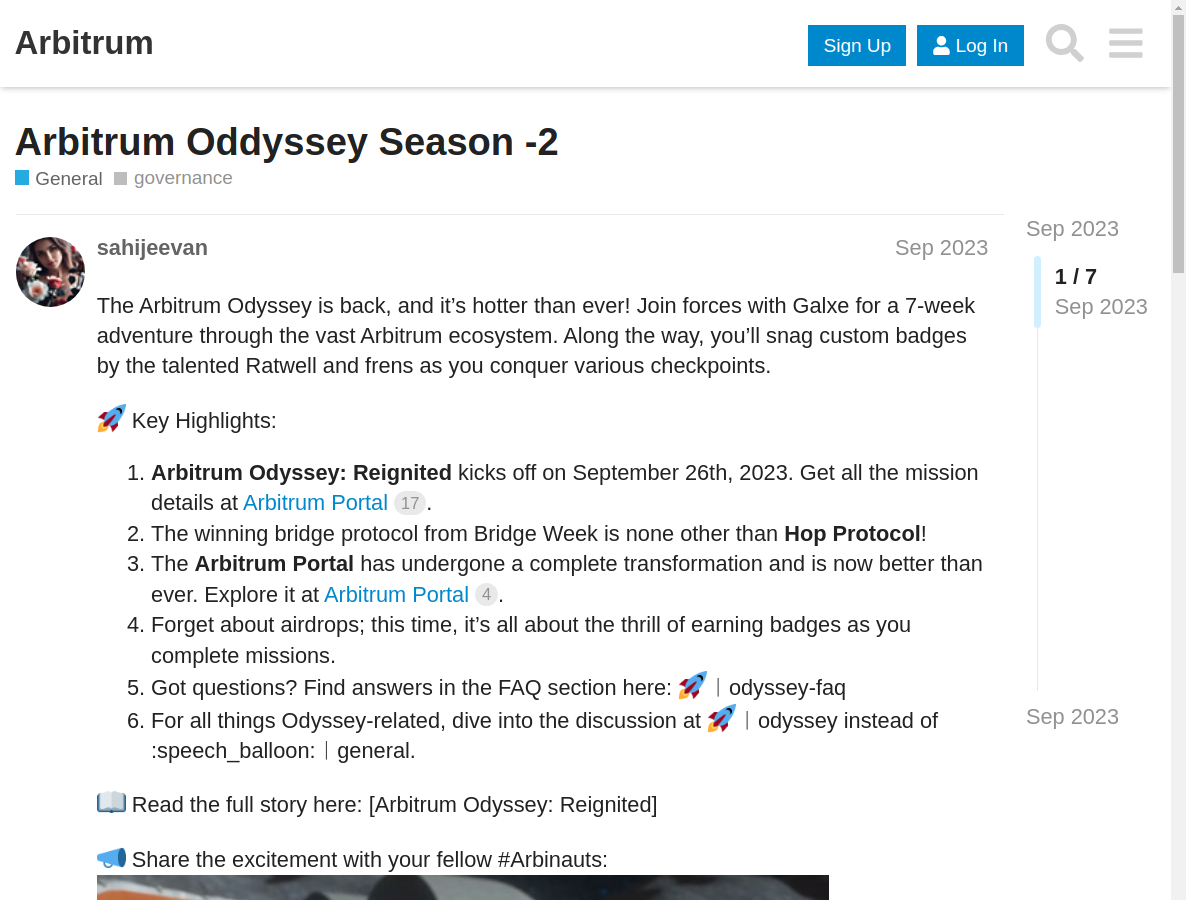 Arbitrum
Sign Up
Log In
Arbitrum Oddyssey Season -2
General
governance
sahijeevan
Sep 2023
Sep 2023
1 / 7
Sep 2023
The Arbitrum Odyssey is back, and it’s hotter than ever! Join forces with Galxe for a 7-week
adventure through the vast Arbitrum ecosystem. Along the way, you’ll snag custom badges
by the talented Ratwell and frens as you conquer various checkpoints.
🚀 Key Highlights:
1. Arbitrum Odyssey: Reignited kicks off on September 26th, 2023. Get all the mission
details at Arbitrum Portal 17.
2. The winning bridge protocol from Bridge Week is none other than Hop Protocol!
3. The Arbitrum Portal has undergone a complete transformation and is now better than
ever. Explore it at Arbitrum Portal 4.
4. Forget about airdrops; this time, it’s all about the thrill of earning badges as you
complete missions.
5. Got questions? Find answers in the FAQ section here: 🚀︱odyssey-faq
6. For all things Odyssey-related, dive into the discussion at 🚀︱odyssey instead of
:speech_balloon:︱general.
📖 Read the full story here: [Arbitrum Odyssey: Reignited]
📣 Share the excitement with your fellow #Arbinauts:
Sep 2023